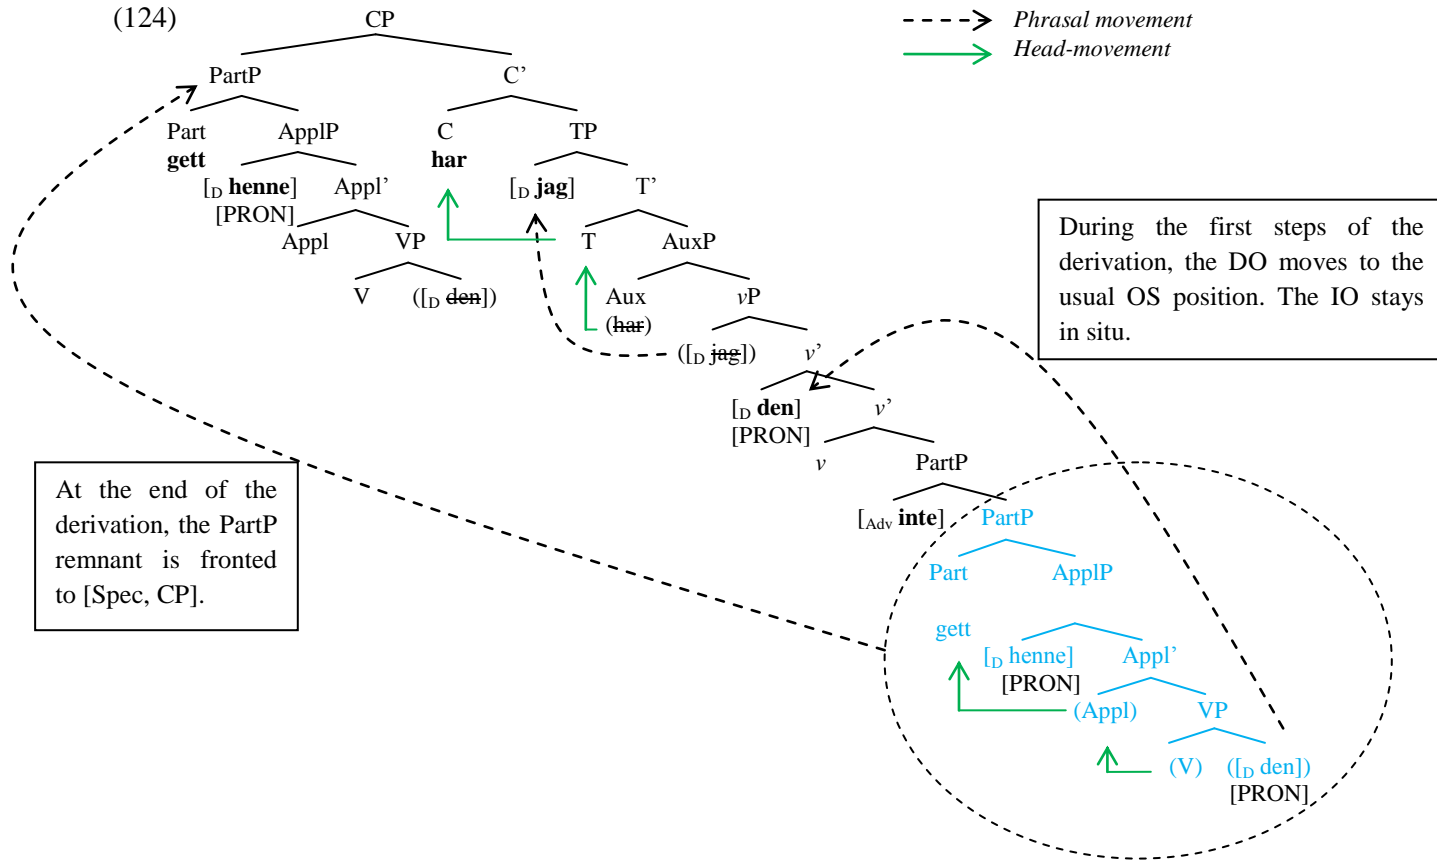 (124)
CP
Phrasal movement
Head-movement
PartP C’
Part ApplP C TP
gett har
[D henne] Appl’ [D jag] T’
[PRON]
Appl VP T AuxP
V ([D den]) Aux vP
(har)
([D jag]) v’
[D den] v’
[PRON]
v PartP
[Adv inte] PartP
Part ApplP
gett
[D henne] Appl’
[PRON]
(Appl) VP
(V) ([D den])
[PRON]
During the first steps of the
derivation, the DO moves to the
usual OS position. The IO stays
in situ.
At the end of the
derivation, the PartP
remnant is fronted
to [Spec, CP].